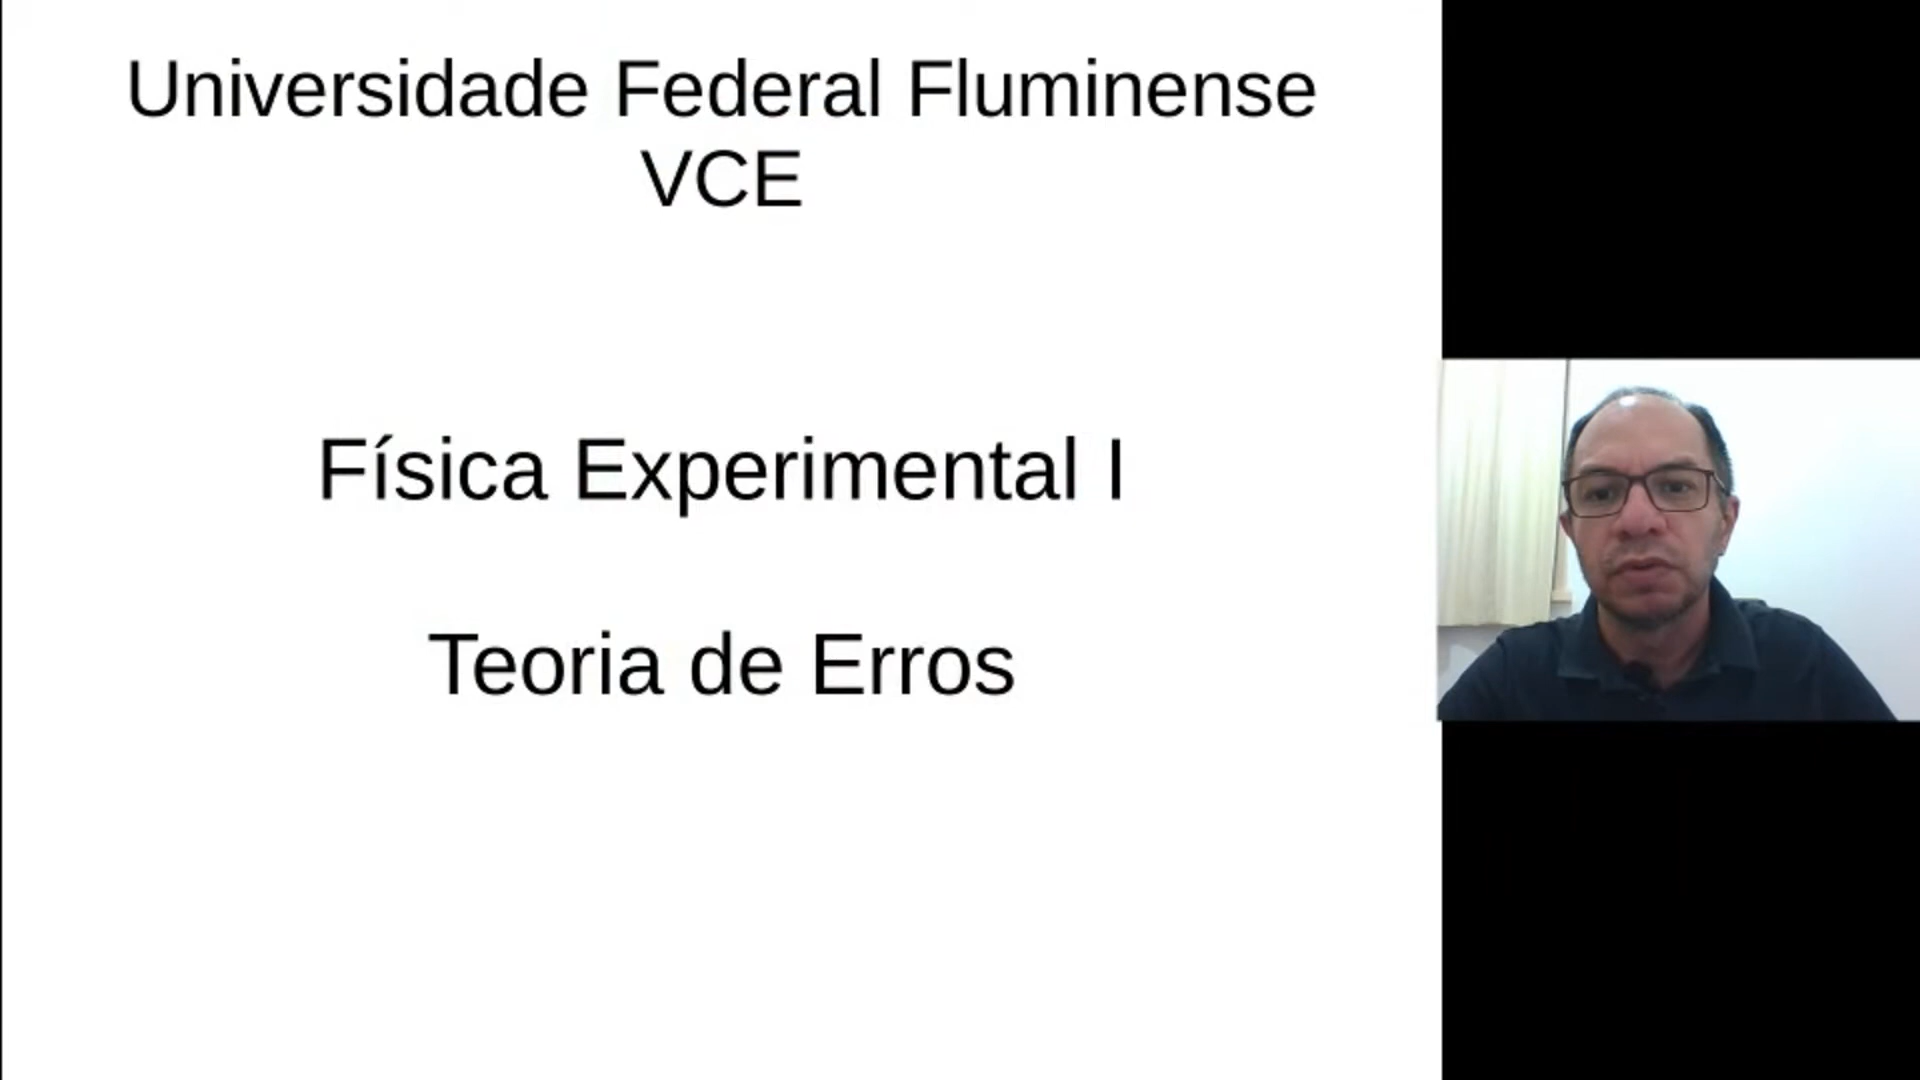 Universidade Federal Fluminense
VCE
Física Experimental I
Teoria de Erros